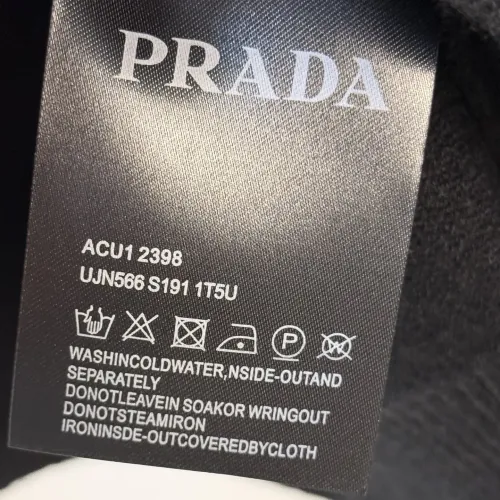 PRADA
ACU1 2398
UJN566 S191 1T5U
P W
WASHINCOLDWATER,NSIDE-OUTAND
SEPARATELY
DONOTLEAVEIN SOAKOR WRINGOUT
DONOTSTEAMIRON
IRONINSDE-OUTCOVEREDBYCLOTH